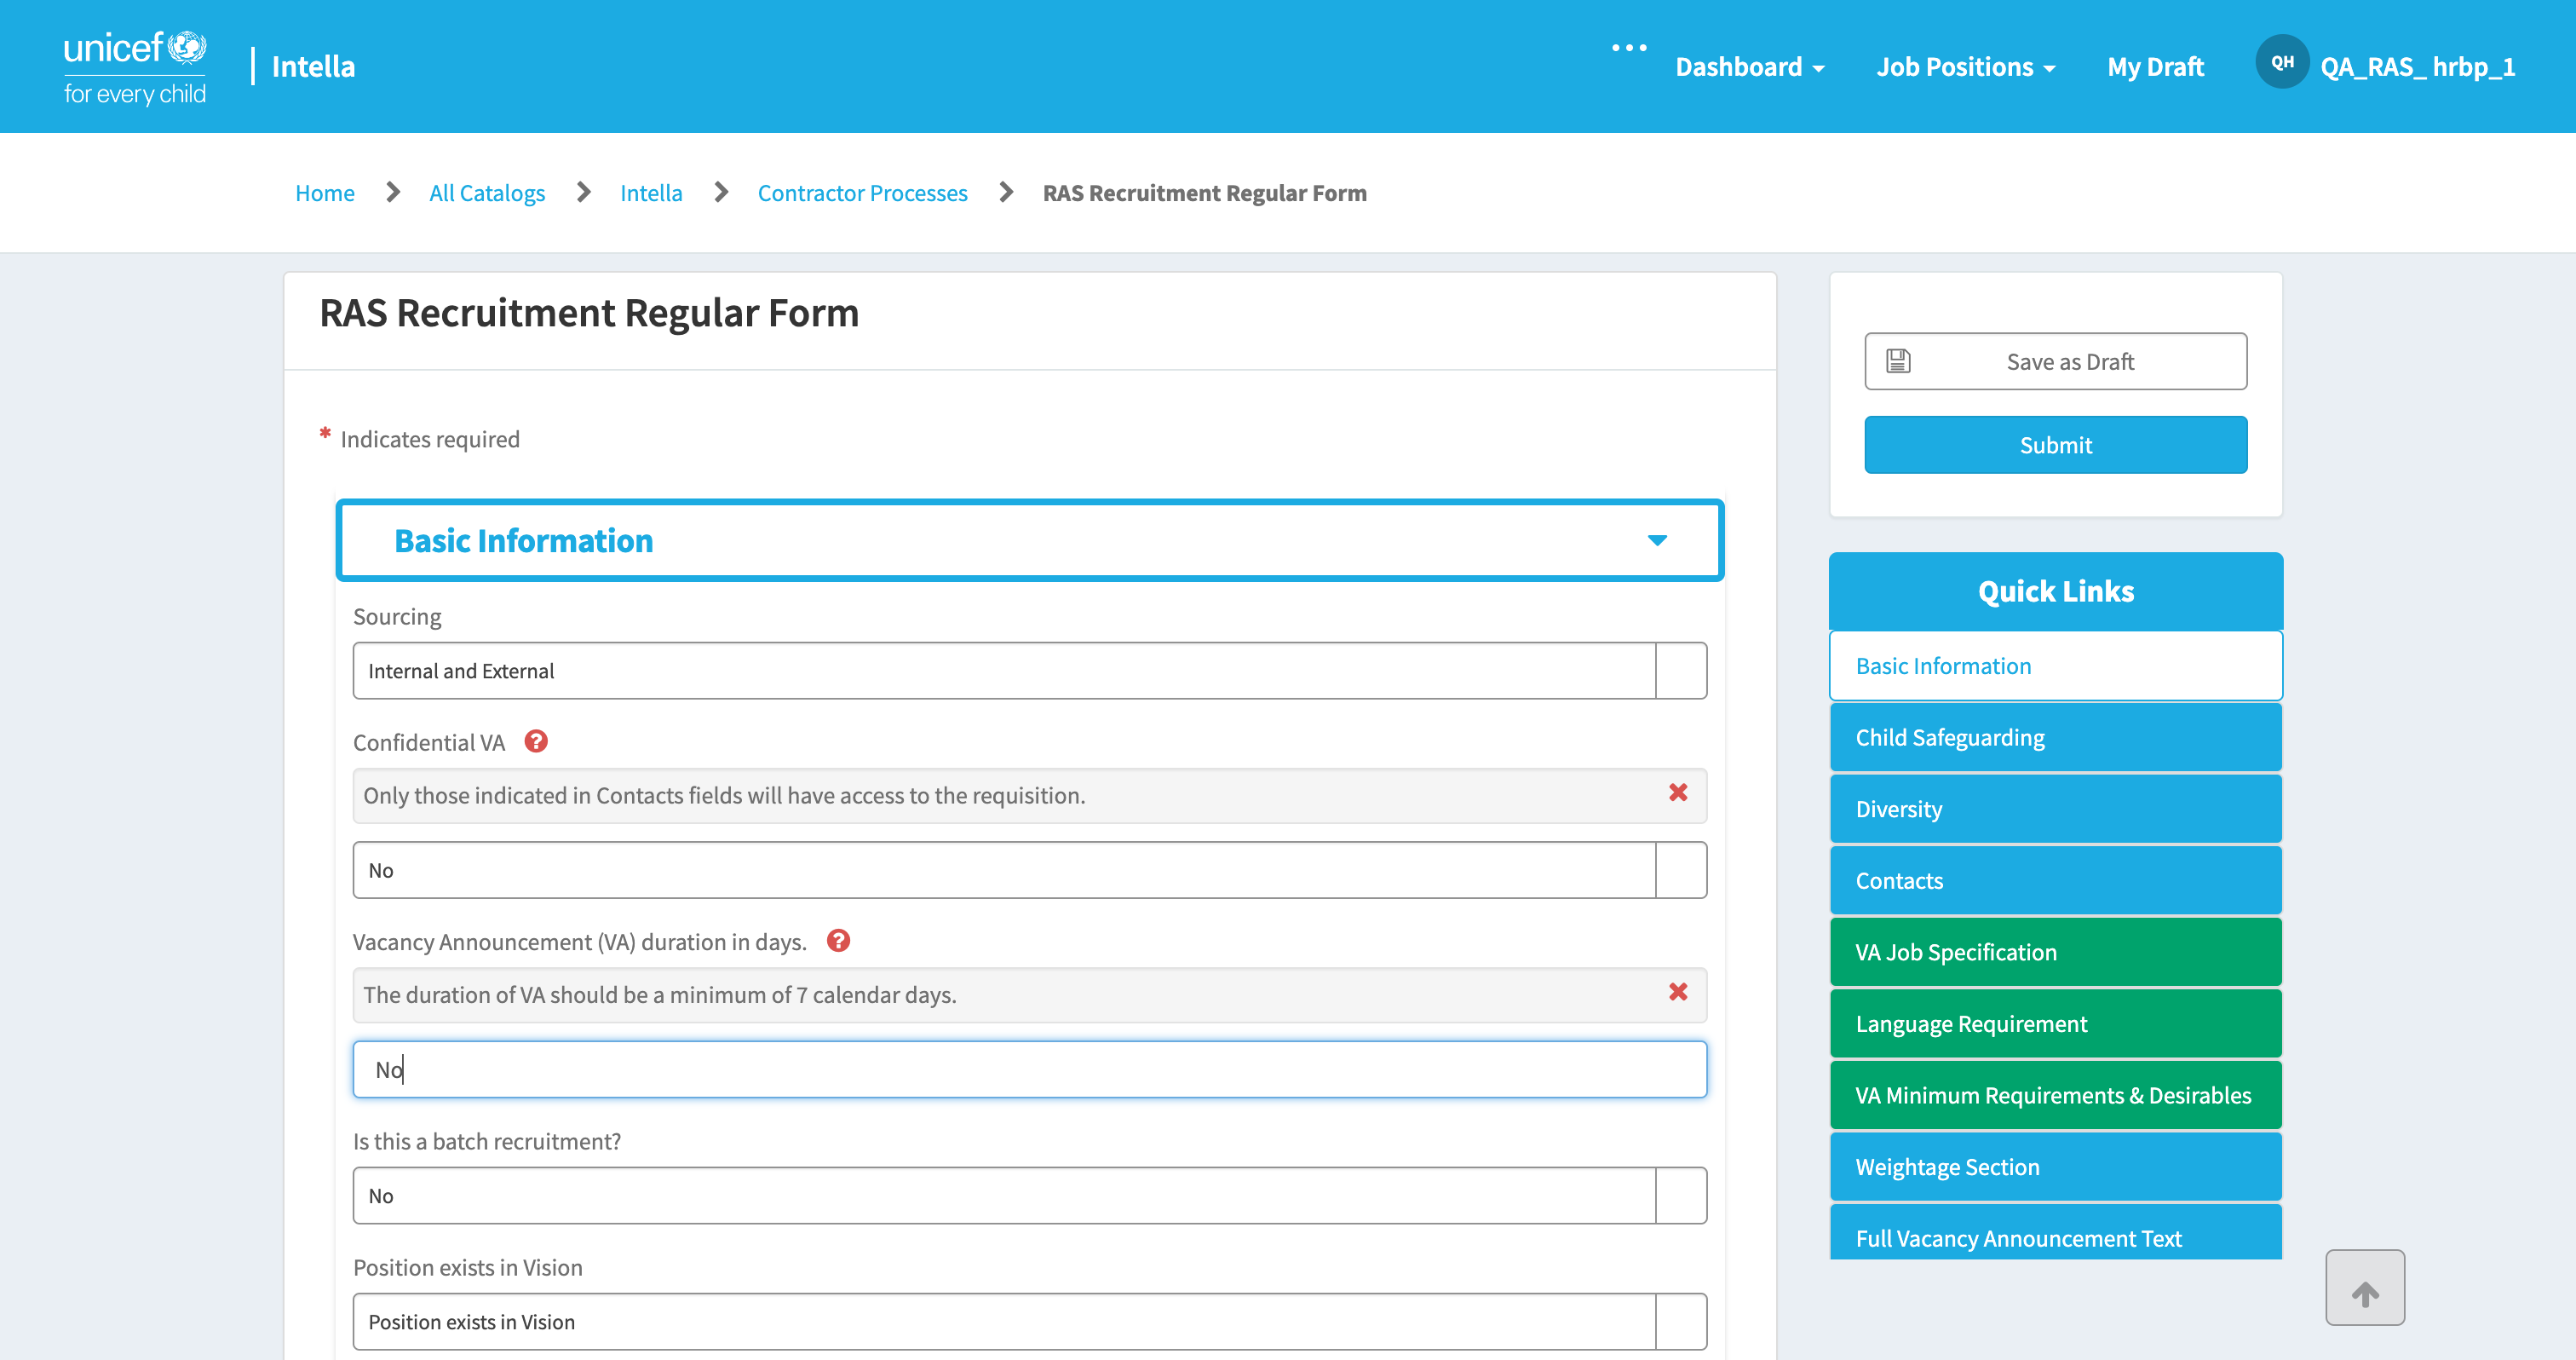 unicef
for every child
Intella
Dashboard
Job Positions
My Draft
QH
QA_RAS_ hrbp_1
Home
All Catalogs
Intella
Contractor Processes
RAS Recruitment Regular Form
RAS Recruitment Regular Form
* Indicates required
Basic Information
Sourcing
Internal and External
Confidential VA
Only those indicated in Contacts fields will have access to the requisition.
No
Vacancy Announcement (VA) duration in days.
The duration of VA should be a minimum of 7 calendar days.
No
Is this a batch recruitment?
No
Position exists in Vision
Position exists in Vision
Save as Draft
Submit
Quick Links
Basic Information
Child Safeguarding
Diversity
Contacts
VA Job Specification
Language Requirement
VA Minimum Requirements & Desirables
Weightage Section
Full Vacancy Announcement Text